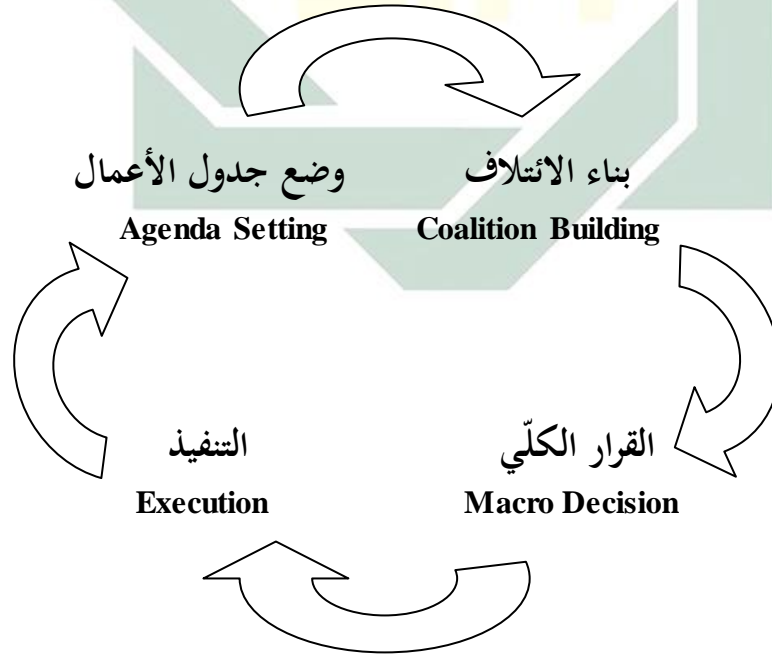 وضع جدول الأعمال
Agenda Setting
بناء الائتلاف
Coalition Building
القرار الكلّي
Macro Decision
التنفيذ
Execution